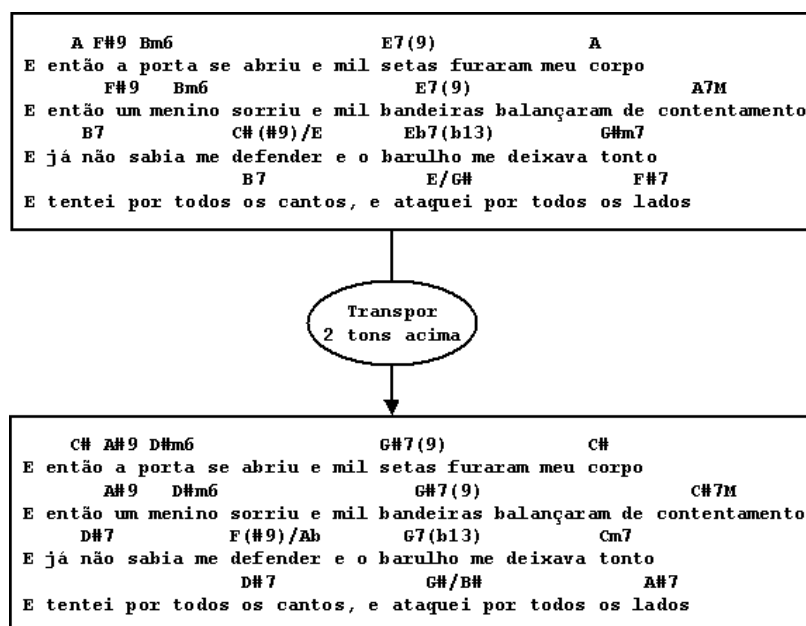 A F#9 Bm6 E7(9) A
E então a porta se abriu e mil setas furaram meu corpo
F#9 Bm6 E7(9) A7M
E então um menino sorriu e mil bandeiras balançaram de contentamento
B7 C#(#9)/E Eb7(b13) G#m7
E já não sabia me defender e o barulho me deixava tonto
B7 E/G# F#7
E tentei por todos os cantos, e ataquei por todos os lados
Transpor
2 tons acima
C# A#9 D#m6 G#7(9) C#
E então a porta se abriu e mil setas furaram meu corpo
A#9 D#m6 G#7(9) C#7M
E então um menino sorriu e mil bandeiras balançaram de contentamento
D#7 F(#9)/Ab G7(b13) Cm7
E já não sabia me defender e o barulho me deixava tonto
D#7 G#/B# A#7
E tentei por todos os cantos, e ataquei por todos os lados